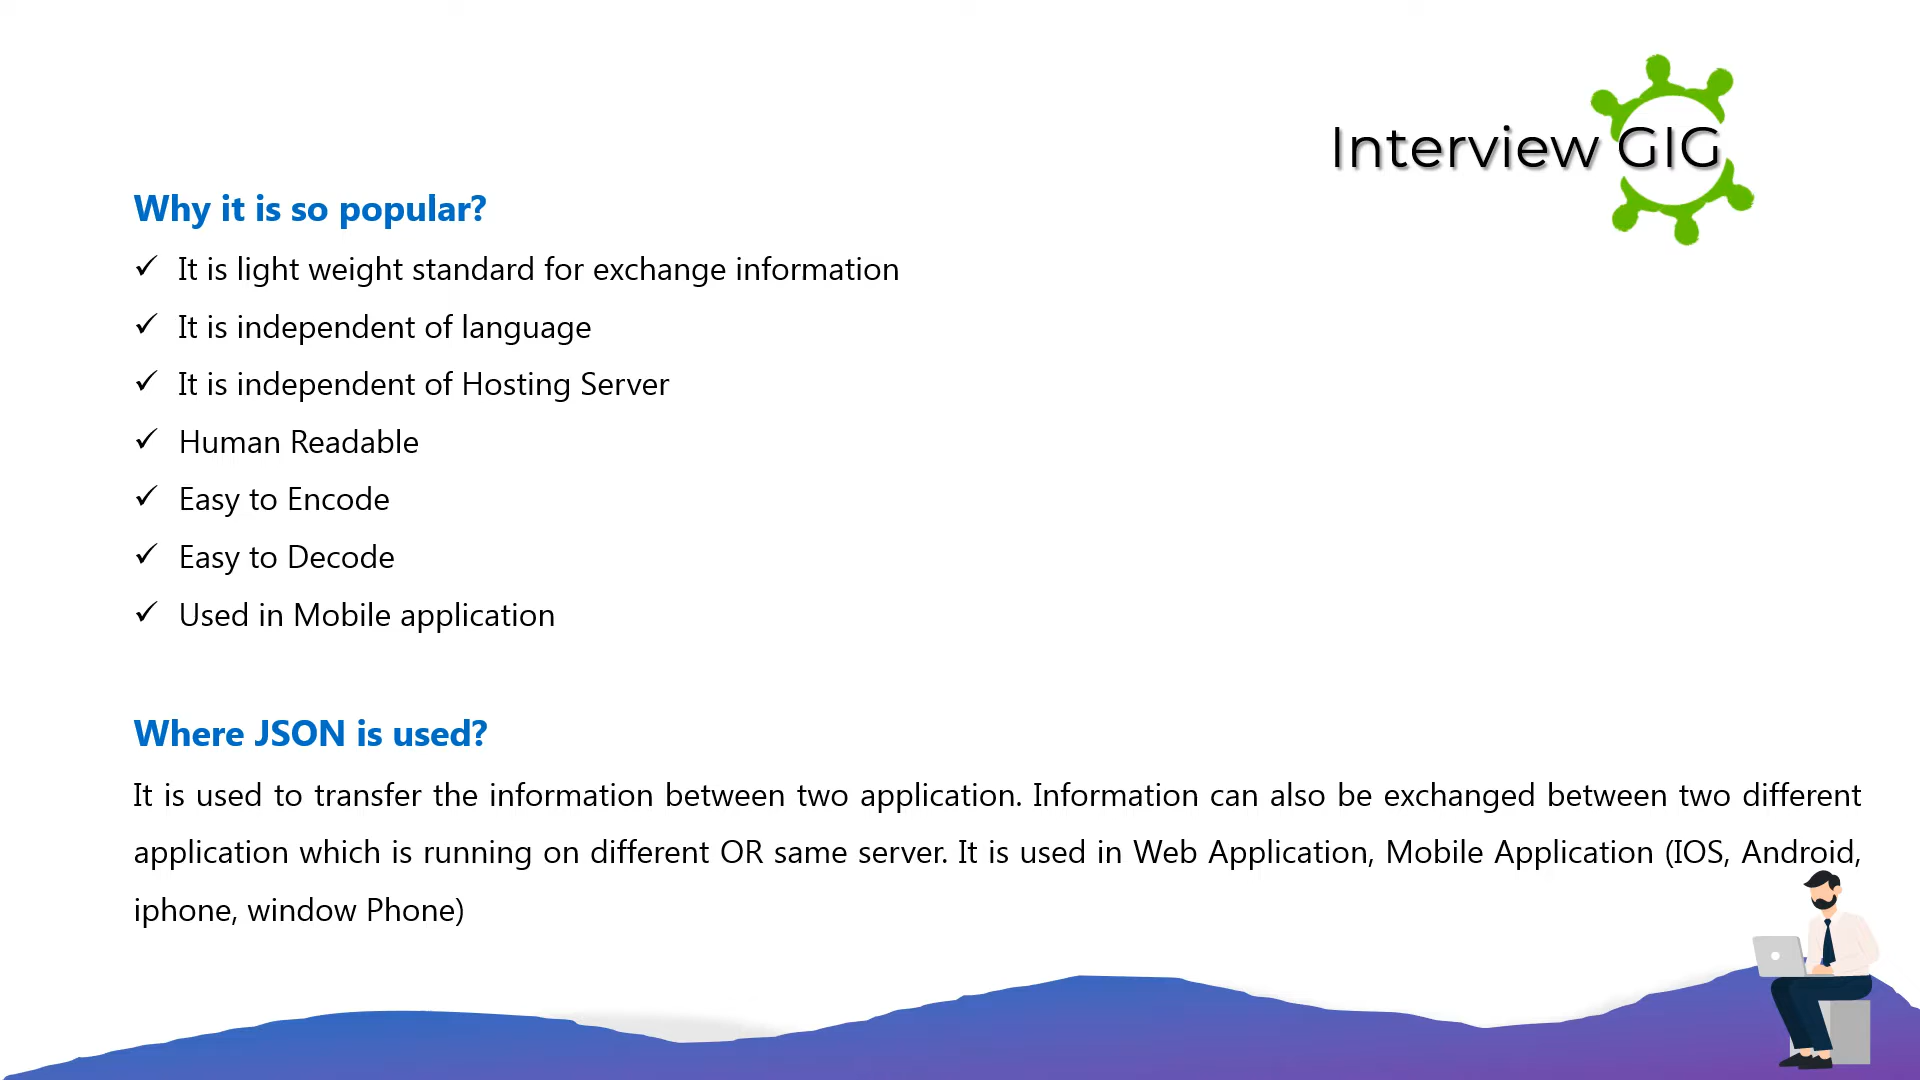 Interview GIG
Why it is so popular?
✓ It is light weight standard for exchange information
✓ It is independent of language
✓ It is independent of Hosting Server
✓ Human Readable
✓ Easy to Encode
✓ Easy to Decode
✓ Used in Mobile application
Where JSON is used?
It is used to transfer the information between two application. Information can also be exchanged between two different
application which is running on different OR same server. It is used in Web Application, Mobile Application (IOS, Android,
iphone, window Phone)